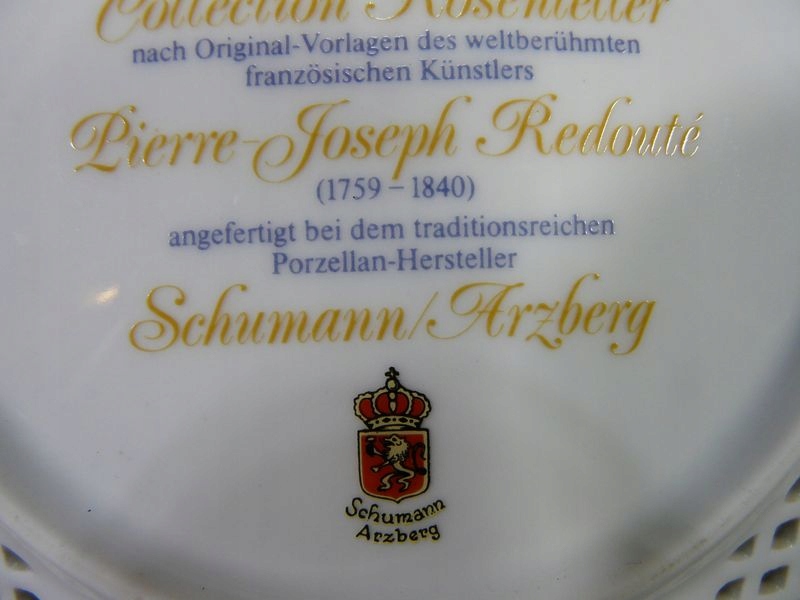 Collection Rosenteller
nach Original-Vorlagen des weltberühmten
französischen Künstlers
Pierre-Joseph Redouté
(1759 – 1840)
angefertigt bei dem traditionsreichen
Porzellan-Hersteller
Schumann/Arzberg
Schumann
Arzberg